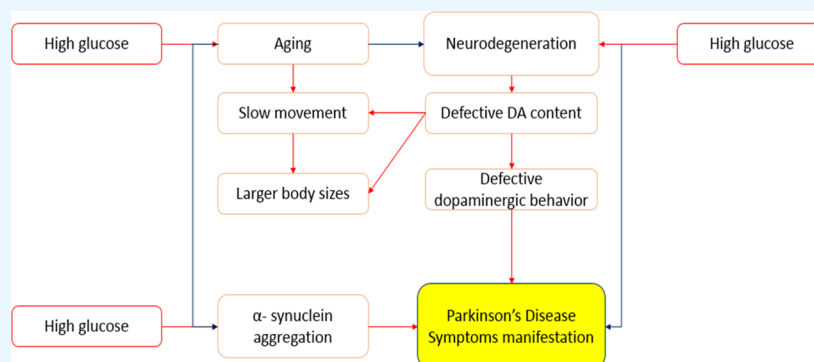 High glucose
Aging
Neurodegeneration
High glucose
Slow movement
Defective DA content
Larger body sizes
Defective
dopaminergic behavior
High glucose
α- synuclein
aggregation
Parkinson's Disease
Symptoms manifestation